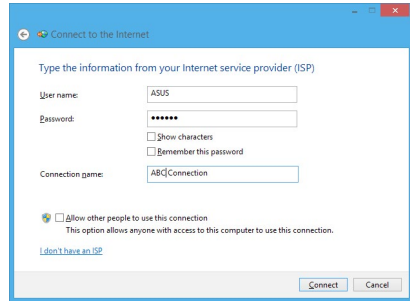 Connect to the Internet
Type the information from your Internet service provider (ISP)
User name:
ASUS
Password:
••••••
Show characters
Remember this password
Connection name:
ABC Connection
Allow other people to use this connection
This option allows anyone with access to this computer to use this connection.
I don't have an ISP
Connect
Cancel